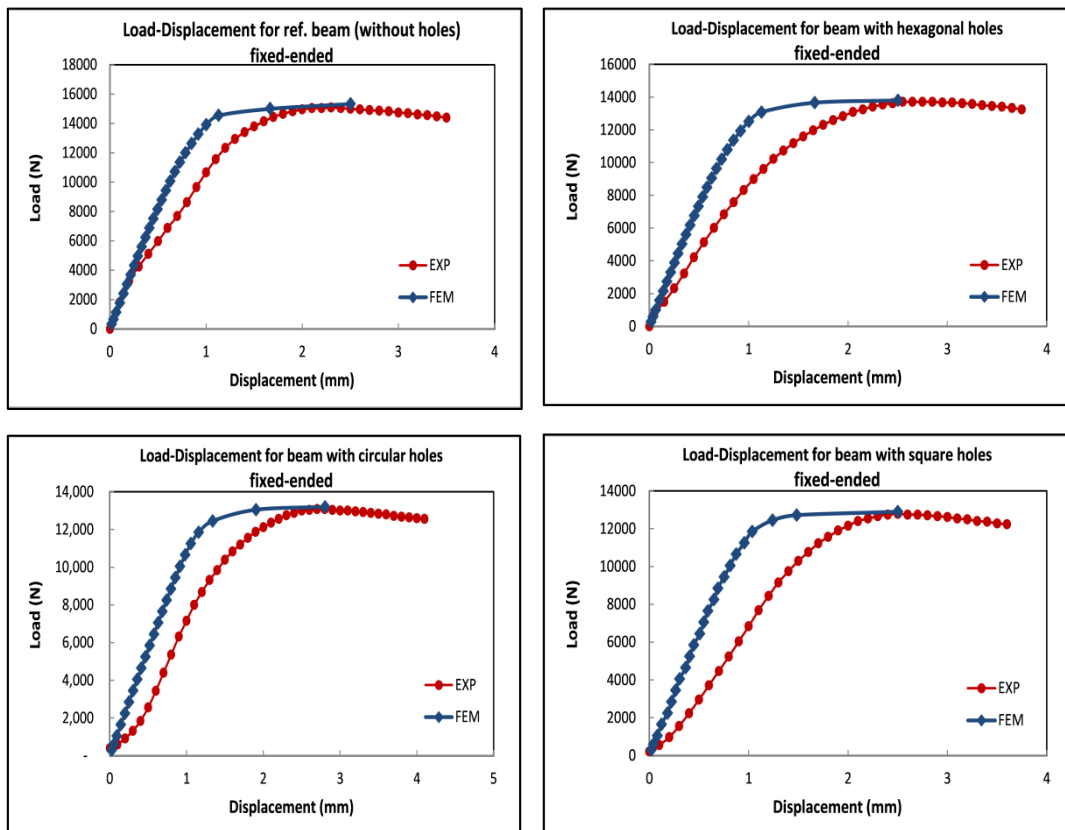 Load-Displacement for ref. beam (without holes)
fixed-ended
18000
16000
14000
12000
10000
8000
6000
4000
2000
0
Load (N)
EXP
FEM
0 1 2 3 4
Displacement (mm)
Load-Displacement for beam with hexagonal holes
fixed-ended
16000
14000
12000
10000
8000
6000
4000
2000
0
Load (N)
EXP
FEM
0 1 2 3 4
Displacement (mm)
Load-Displacement for beam with circular holes
fixed-ended
14,000
12,000
10,000
8,000
6,000
4,000
2,000
-
Load (N)
EXP
FEM
0 1 2 3 4 5
Displacement (mm)
Load-Displacement for beam with square holes
fixed-ended
14000
12000
10000
8000
6000
4000
2000
0
Load (N)
EXP
FEM
0 1 2 3 4
Displacement (mm)